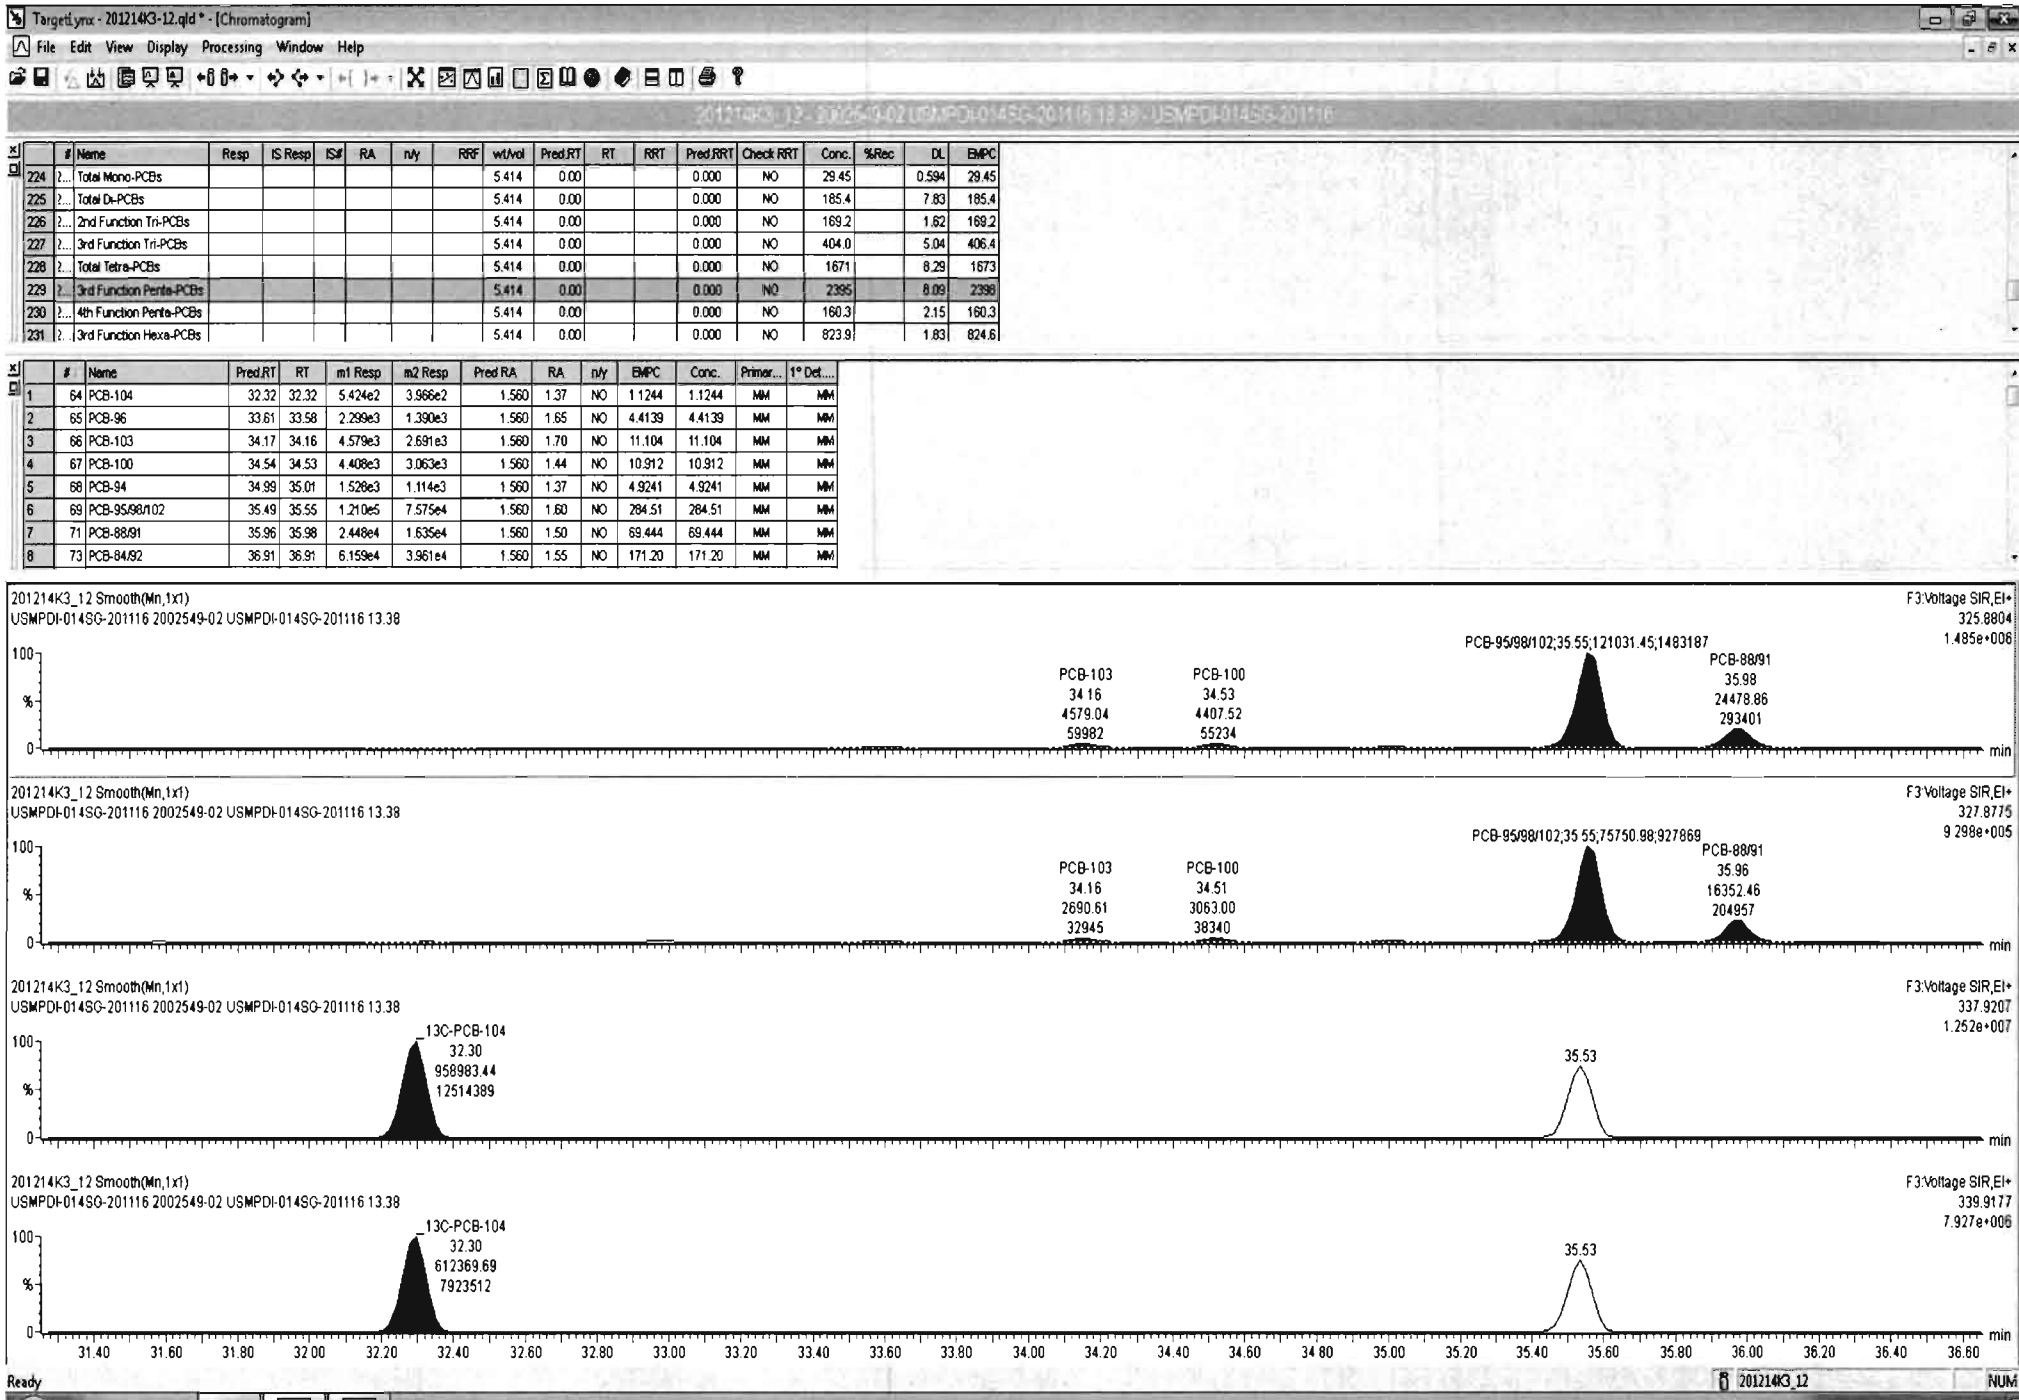 TargetLynx - 201214K3-12.qld * - [Chromatogram]
File Edit View Display Processing Window Help
201214K3_12 - 2002549-02 USMPDI-014SG-201116 13.38 - USMPDI-014SG-201116
# Name Resp IS Resp IS# RA n/y RRF wt/vol Pred.RT RT RRT Pred.RRT Check RRT Conc. %Rec DL EMPC
224 2... Total Mono-PCBs 5.414 0.00 0.000 NO 29.45 0.594 29.45
225 2... Total Di-PCBs 5.414 0.00 0.000 NO 185.4 7.83 185.4
226 2... 2nd Function Tri-PCBs 5.414 0.00 0.000 NO 169.2 1.62 169.2
227 2... 3rd Function Tri-PCBs 5.414 0.00 0.000 NO 404.0 5.04 406.4
228 2... Total Tetra-PCBs 5.414 0.00 0.000 NO 1671 8.29 1673
229 2... 3rd Function Penta-PCBs 5.414 0.00 0.000 NO 2395 8.09 2398
230 2... 4th Function Penta-PCBs 5.414 0.00 0.000 NO 160.3 2.15 160.3
231 2... 3rd Function Hexa-PCBs 5.414 0.00 0.000 NO 823.9 1.83 824.6
# Name Pred.RT RT m1 Resp m2 Resp Pred RA RA n/y EMPC Conc. Primar... 1° Det....
1 64 PCB-104 32.32 32.32 5.424e2 3.966e2 1.560 1.37 NO 1.1244 1.1244 MM MM
2 65 PCB-96 33.61 33.58 2.299e3 1.390e3 1.560 1.65 NO 4.4139 4.4139 MM MM
3 66 PCB-103 34.17 34.16 4.579e3 2.691e3 1.560 1.70 NO 11.104 11.104 MM MM
4 67 PCB-100 34.54 34.53 4.408e3 3.063e3 1.560 1.44 NO 10.912 10.912 MM MM
5 68 PCB-94 34.99 35.01 1.528e3 1.114e3 1.560 1.37 NO 4.9241 4.9241 MM MM
6 69 PCB-95/98/102 35.49 35.55 1.210e5 7.575e4 1.560 1.60 NO 284.51 284.51 MM MM
7 71 PCB-88/91 35.96 35.98 2.448e4 1.635e4 1.560 1.50 NO 69.444 69.444 MM MM
8 73 PCB-84/92 36.91 36.91 6.159e4 3.961e4 1.560 1.55 NO 171.20 171.20 MM MM
201214K3_12 Smooth(Mn,1x1) F3:Voltage SIR,EI+
USMPDI-014SG-201116 2002549-02 USMPDI-014SG-201116 13.38 325.8804
1.485e+006
PCB-95/98/102;35.55;121031.45;1483187
100 PCB-103 PCB-100 PCB-88/91
34.16 34.53 35.98
% 4579.04 4407.52 24478.86
59982 55234 293401
0 min
201214K3_12 Smooth(Mn,1x1) F3:Voltage SIR,EI+
USMPDI-014SG-201116 2002549-02 USMPDI-014SG-201116 13.38 327.8775
9.298e+005
PCB-95/98/102;35.55;75750.98;927869
100 PCB-103 PCB-100 PCB-88/91
34.16 34.51 35.96
% 2690.61 3063.00 16352.46
32945 38340 204957
0 min
201214K3_12 Smooth(Mn,1x1) F3:Voltage SIR,EI+
USMPDI-014SG-201116 2002549-02 USMPDI-014SG-201116 13.38 337.9207
1.252e+007
13C-PCB-104
100 32.30 35.53
958983.44
% 12514389
0 min
201214K3_12 Smooth(Mn,1x1) F3:Voltage SIR,EI+
USMPDI-014SG-201116 2002549-02 USMPDI-014SG-201116 13.38 339.9177
7.927e+006
13C-PCB-104
100 32.30 35.53
612369.69
% 7923512
0 min
31.40 31.60 31.80 32.00 32.20 32.40 32.60 32.80 33.00 33.20 33.40 33.60 33.80 34.00 34.20 34.40 34.60 34.80 35.00 35.20 35.40 35.60 35.80 36.00 36.20 36.40 36.60
Ready 201214K3_12 NUM